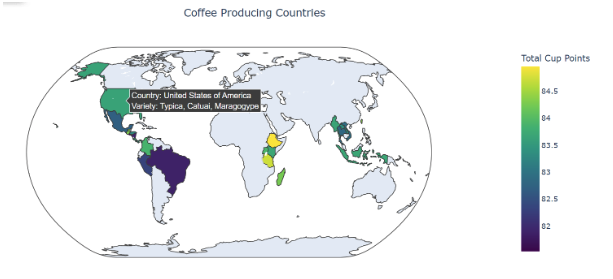 Coffee Producing Countries
Total Cup Points
Country: United States of America
Variely: Typica, Catuai, Maragogype
84.5
84
83.5
83
82.5
82